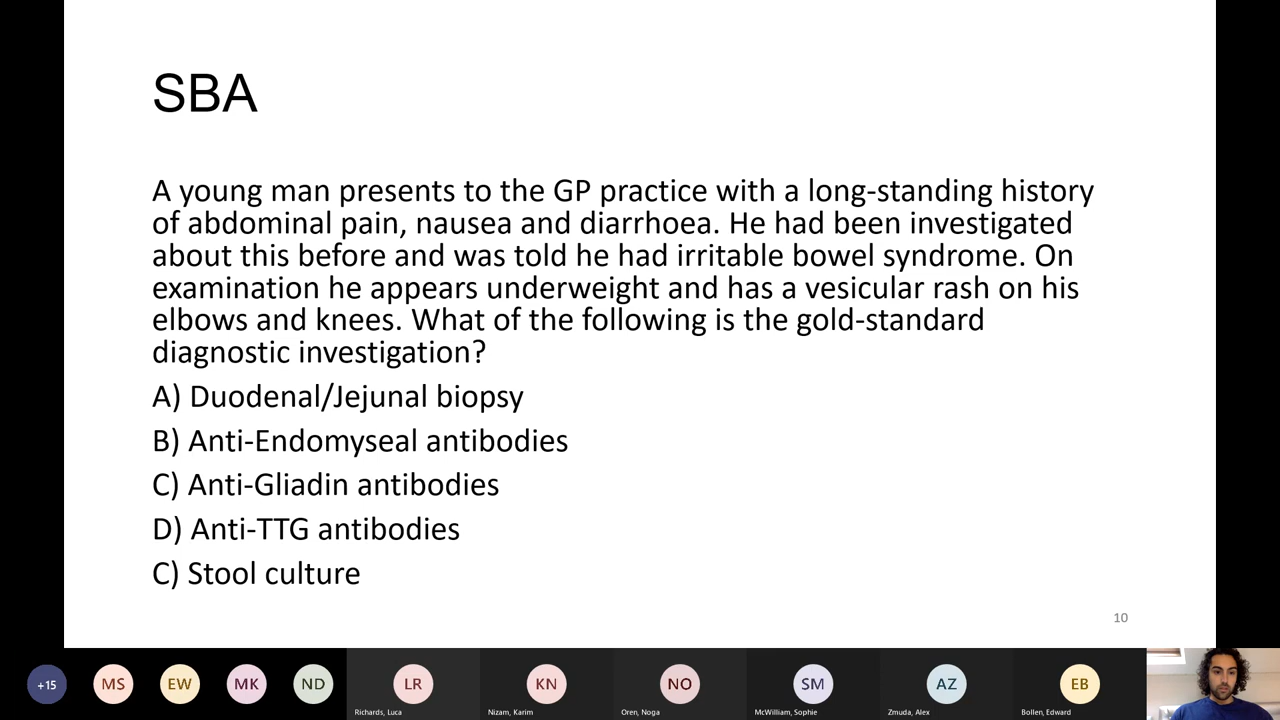 SBA
A young man presents to the GP practice with a long-standing history
of abdominal pain, nausea and diarrhoea. He had been investigated
about this before and was told he had irritable bowel syndrome. On
examination he appears underweight and has a vesicular rash on his
elbows and knees. What of the following is the gold-standard
diagnostic investigation?
A) Duodenal/Jejunal biopsy
B) Anti-Endomyseal antibodies
C) Anti-Gliadin antibodies
D) Anti-TTG antibodies
C) Stool culture
10
+15 MS EW MK ND LR KN NO SM AZ EB
Richards, Luca Nizam, Karim Oren, Noga McWilliam, Sophie Zmuda, Alex Bollen, Edward